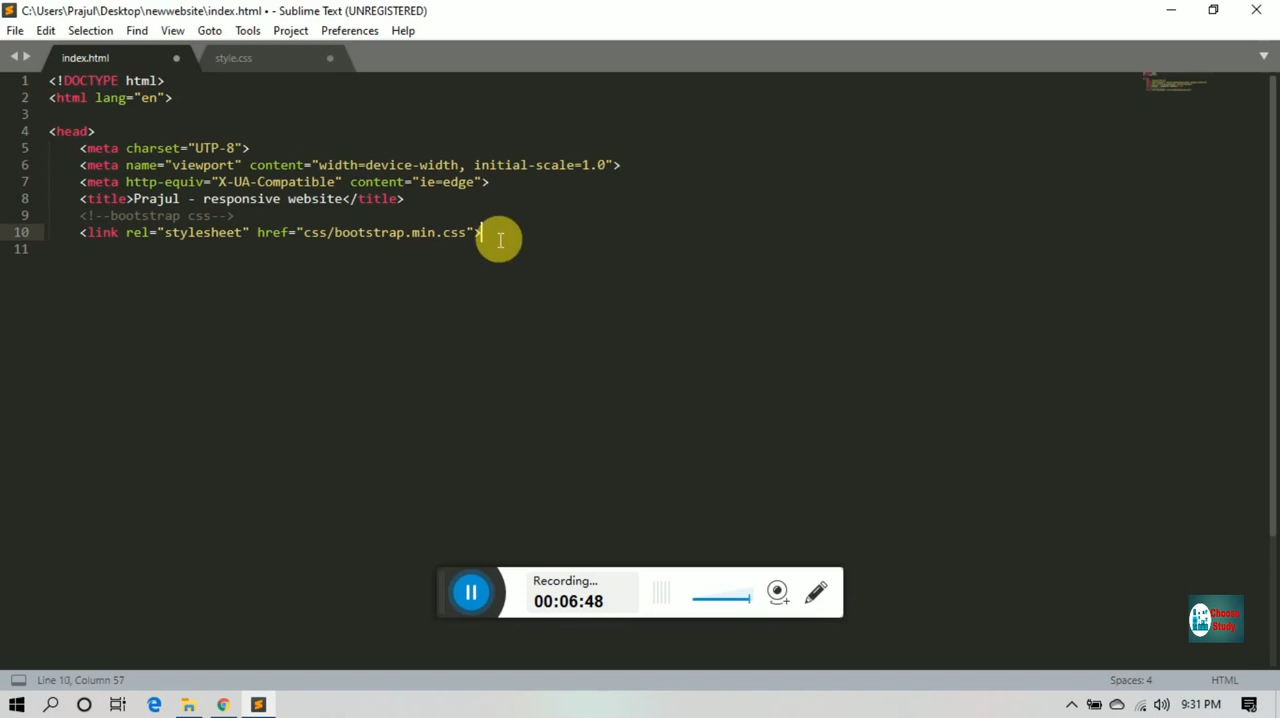 C:\Users\Prajul\Desktop\newwebsite\index.html • - Sublime Text (UNREGISTERED)
File Edit Selection Find View Goto Tools Project Preferences Help
index.html style.css
1 <!DOCTYPE html>
2 <html lang="en">
3
4 <head>
5 <meta charset="UTF-8">
6 <meta name="viewport" content="width=device-width, initial-scale=1.0">
7 <meta http-equiv="X-UA-Compatible" content="ie=edge">
8 <title>Prajul - responsive website</title>
9 <!--bootstrap css-->
10 <link rel="stylesheet" href="css/bootstrap.min.css">
11
Recording...
00:06:48
Choose
Study
Line 10, Column 57 Spaces: 4 HTML
9:31 PM